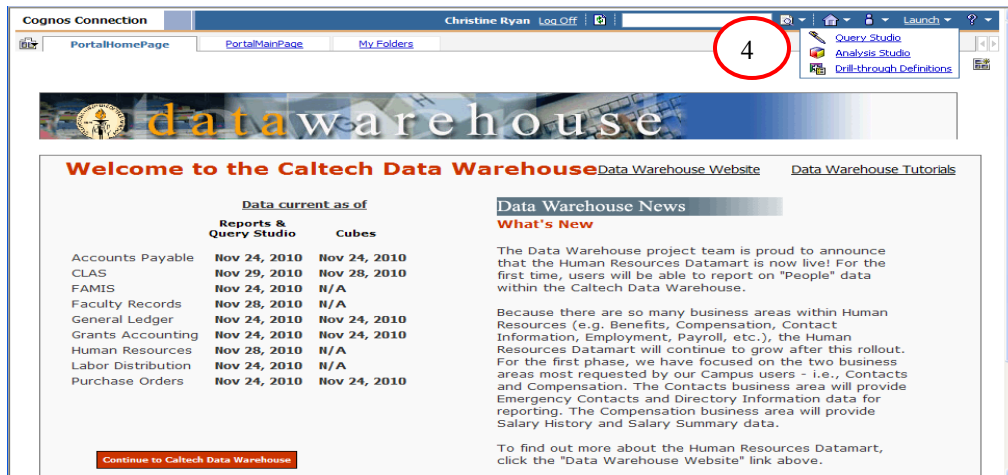 Cognos Connection
Christine Ryan Log Off
Launch
?
PortalHomePage
PortalMainPage
My Folders
4
Query Studio
Analysis Studio
Drill-through Definitions
datawarehouse
Welcome to the Caltech Data Warehouse
Data Warehouse Website
Data Warehouse Tutorials
Data current as of
Reports &
Query Studio
Cubes
Accounts Payable Nov 24, 2010 Nov 24, 2010
CLAS Nov 29, 2010 Nov 28, 2010
FAMIS Nov 24, 2010 N/A
Faculty Records Nov 28, 2010 N/A
General Ledger Nov 24, 2010 Nov 24, 2010
Grants Accounting Nov 24, 2010 Nov 24, 2010
Human Resources Nov 28, 2010 N/A
Labor Distribution Nov 24, 2010 N/A
Purchase Orders Nov 24, 2010 Nov 24, 2010
Continue to Caltech Data Warehouse
Data Warehouse News
What's New
The Data Warehouse project team is proud to announce
that the Human Resources Datamart is now live! For the
first time, users will be able to report on "People" data
within the Caltech Data Warehouse.
Because there are so many business areas within Human
Resources (e.g. Benefits, Compensation, Contact
Information, Employment, Payroll, etc.), the Human
Resources Datamart will continue to grow after this rollout.
For the first phase, we have focused on the two business
areas most requested by our Campus users - i.e., Contacts
and Compensation. The Contacts business area will provide
Emergency Contacts and Directory Information data for
reporting. The Compensation business area will provide
Salary History and Salary Summary data.
To find out more about the Human Resources Datamart,
click the "Data Warehouse Website" link above.